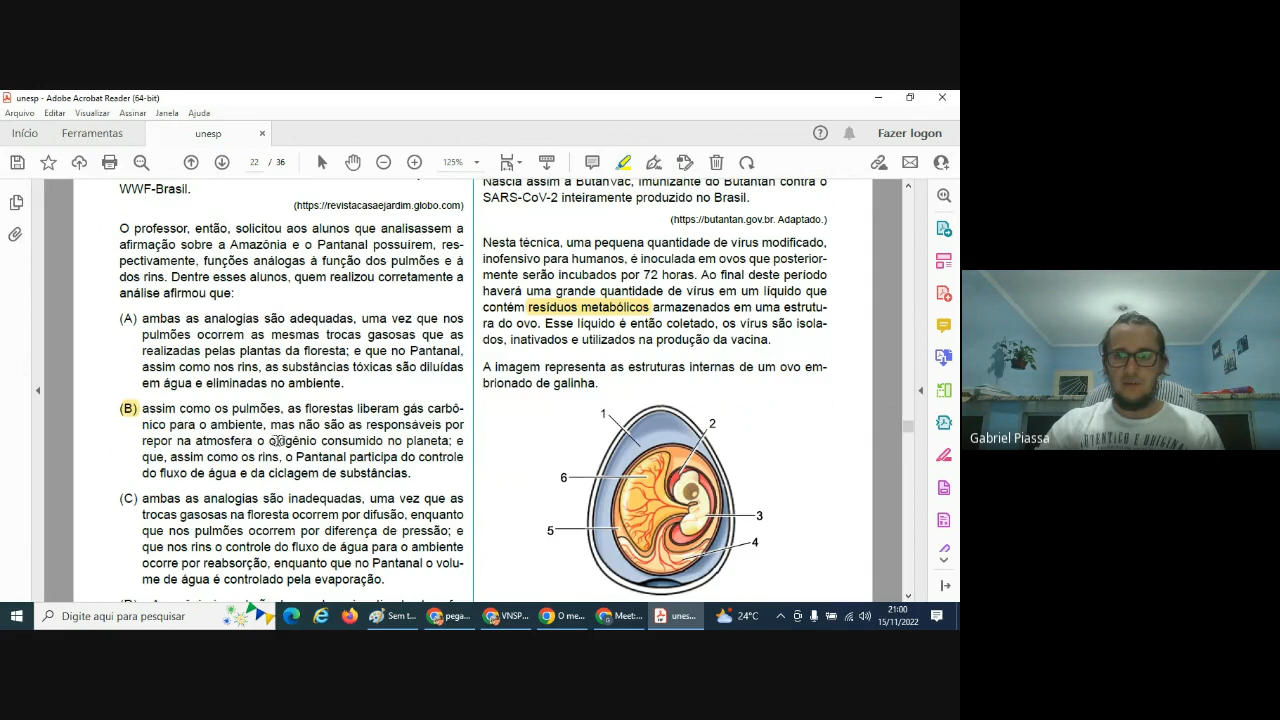 unesp - Adobe Acrobat Reader (64-bit)
Arquivo Editar Visualizar Assinar Janela Ajuda
Início Ferramentas unesp Fazer logon
22 / 36 125%
WWF-Brasil.
(https://revistacasaejardim.globo.com)
O professor, então, solicitou aos alunos que analisassem a
afirmação sobre a Amazônia e o Pantanal possuírem, res-
pectivamente, funções análogas à função dos pulmões e à
dos rins. Dentre esses alunos, quem realizou corretamente a
análise afirmou que:
(A) ambas as analogias são adequadas, uma vez que nos
pulmões ocorrem as mesmas trocas gasosas que as
realizadas pelas plantas da floresta; e que no Pantanal,
assim como nos rins, as substâncias tóxicas são diluídas
em água e eliminadas no ambiente.
(B) assim como os pulmões, as florestas liberam gás carbô-
nico para o ambiente, mas não são as responsáveis por
repor na atmosfera o oxigênio consumido no planeta; e
que, assim como os rins, o Pantanal participa do controle
do fluxo de água e da ciclagem de substâncias.
(C) ambas as analogias são inadequadas, uma vez que as
trocas gasosas na floresta ocorrem por difusão, enquanto
que nos pulmões ocorrem por diferença de pressão; e
que nos rins o controle do fluxo de água para o ambiente
ocorre por reabsorção, enquanto que no Pantanal o volu-
me de água é controlado pela evaporação.
Nascia assim a ButanVac, imunizante do Butantan contra o
SARS-CoV-2 inteiramente produzido no Brasil.
(https://butantan.gov.br. Adaptado.)
Nesta técnica, uma pequena quantidade de vírus modificado,
inofensivo para humanos, é inoculada em ovos que posterior-
mente serão incubados por 72 horas. Ao final deste período
haverá uma grande quantidade de vírus em um líquido que
contém resíduos metabólicos armazenados em uma estrutu-
ra do ovo. Esse líquido é então coletado, os vírus são isola-
dos, inativados e utilizados na produção da vacina.
A imagem representa as estruturas internas de um ovo em-
brionado de galinha.
1
2
6
3
5
4
Gabriel Piassa
Digite aqui para pesquisar
Sem t...
pega...
VNSP...
O me...
Meet:...
unes...
24°C
21:00
15/11/2022